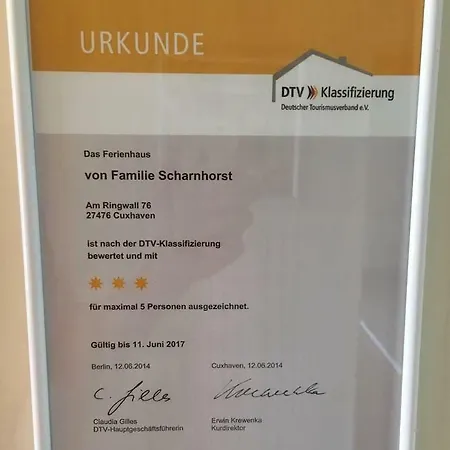 URKUNDE
DTV Klassifizierung
Deutscher Tourismusverband e.V.
Das Ferienhaus
von Familie Scharnhorst
Am Ringwall 76
27476 Cuxhaven
ist nach der DTV-Klassifizierung
bewertet und mit
für maximal 5 Personen ausgezeichnet.
Gültig bis 11. Juni 2017
Berlin, 12.06.2014
Cuxhaven, 12.06.2014
C. Gilles
Krewenka
Claudia Gilles
DTV-Hauptgeschäftsführerin
Erwin Krewenka
Kurdirektor